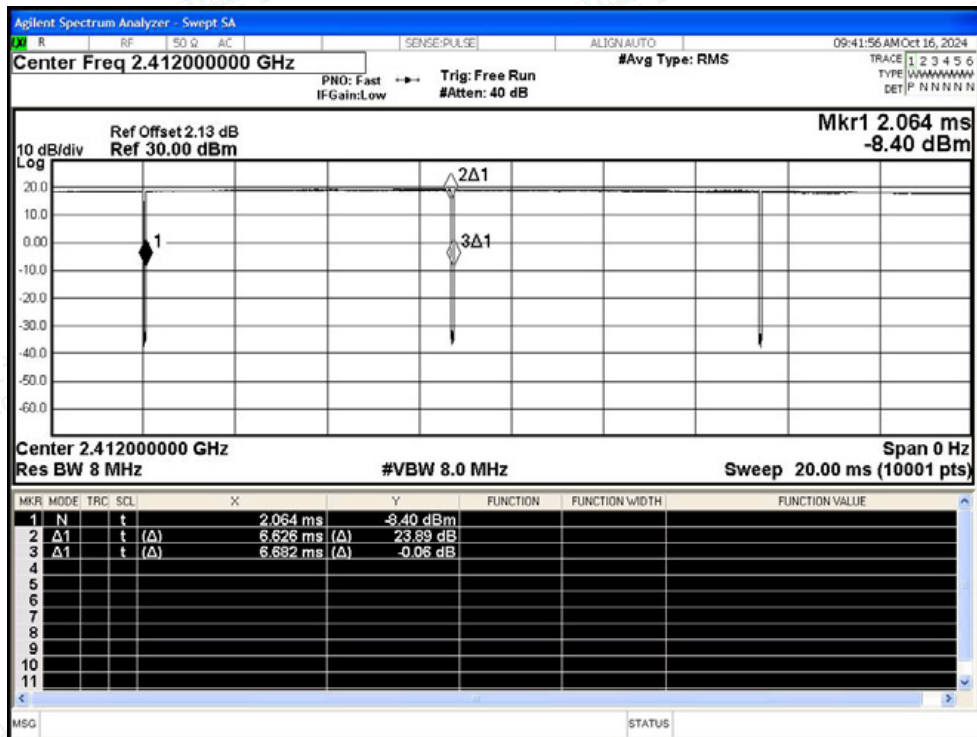 Agilent Spectrum Analyzer - Swept SA
LXI R RF 50 Ω AC SENSE:PULSE ALIGNAUTO 09:41:56 AM Oct 16, 2024
Center Freq 2.412000000 GHz #Avg Type: RMS TRACE 1 2 3 4 5 6
PNO: Fast Trig: Free Run TYPE WWWWWWW
IFGain:Low #Atten: 40 dB DET P N N N N N
Mkr1 2.064 ms
Ref Offset 2.13 dB
10 dB/div Ref 30.00 dBm -8.40 dBm
Log
20.0
2Δ1
10.0
0.00
1 3Δ1
-10.0
-20.0
-30.0
-40.0
-50.0
-60.0
Center 2.412000000 GHz Span 0 Hz
Res BW 8 MHz #VBW 8.0 MHz Sweep 20.00 ms (10001 pts)
MKR MODE TRC SCL X Y FUNCTION FUNCTION WIDTH FUNCTION VALUE
1 N t 2.064 ms -8.40 dBm
2 Δ1 t (Δ) 6.626 ms (Δ) 23.89 dB
3 Δ1 t (Δ) 6.682 ms (Δ) -0.06 dB
4
5
6
7
8
9
10
11
MSG STATUS